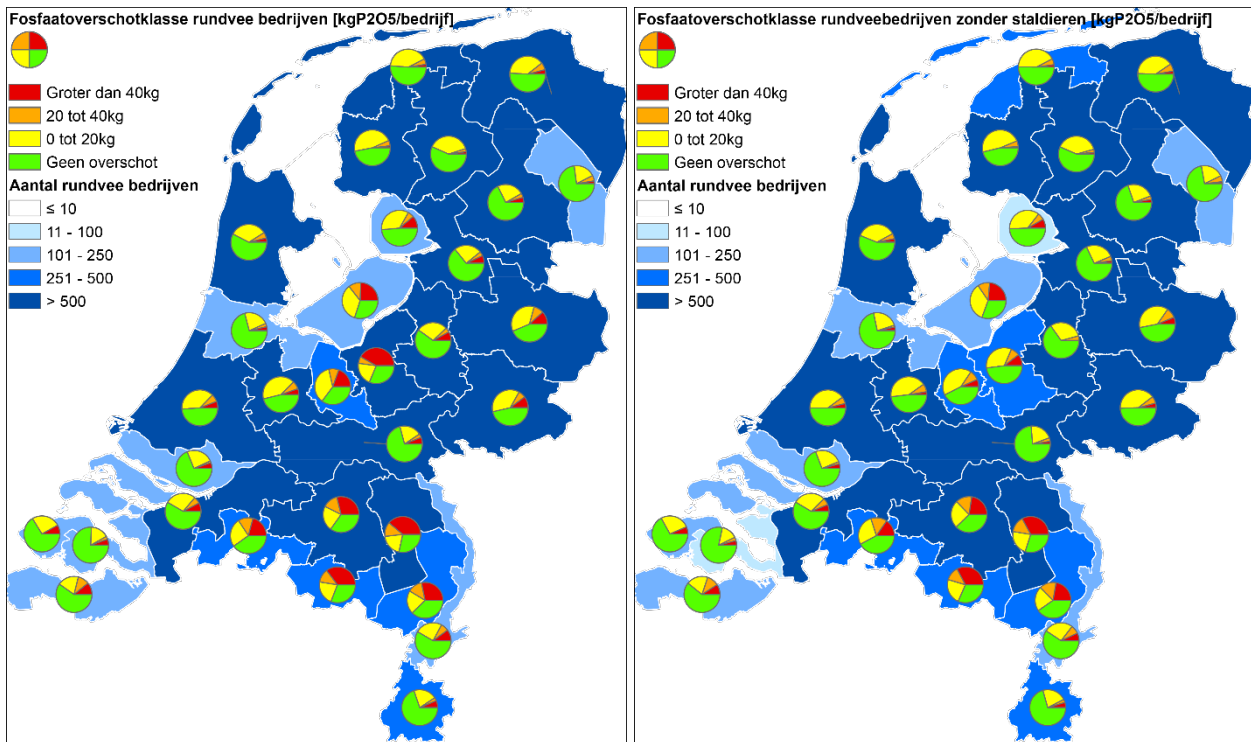 Fosfaatoverschotklasse rundvee bedrijven [kgP2O5/bedrijf]
Groter dan 40kg
20 tot 40kg
0 tot 20kg
Geen overschot
Aantal rundvee bedrijven
≤ 10
11 - 100
101 - 250
251 - 500
> 500
Fosfaatoverschotklasse rundveebedrijven zonder staldieren [kgP2O5/bedrijf]
Groter dan 40kg
20 tot 40kg
0 tot 20kg
Geen overschot
Aantal rundvee bedrijven
≤ 10
11 - 100
101 - 250
251 - 500
> 500